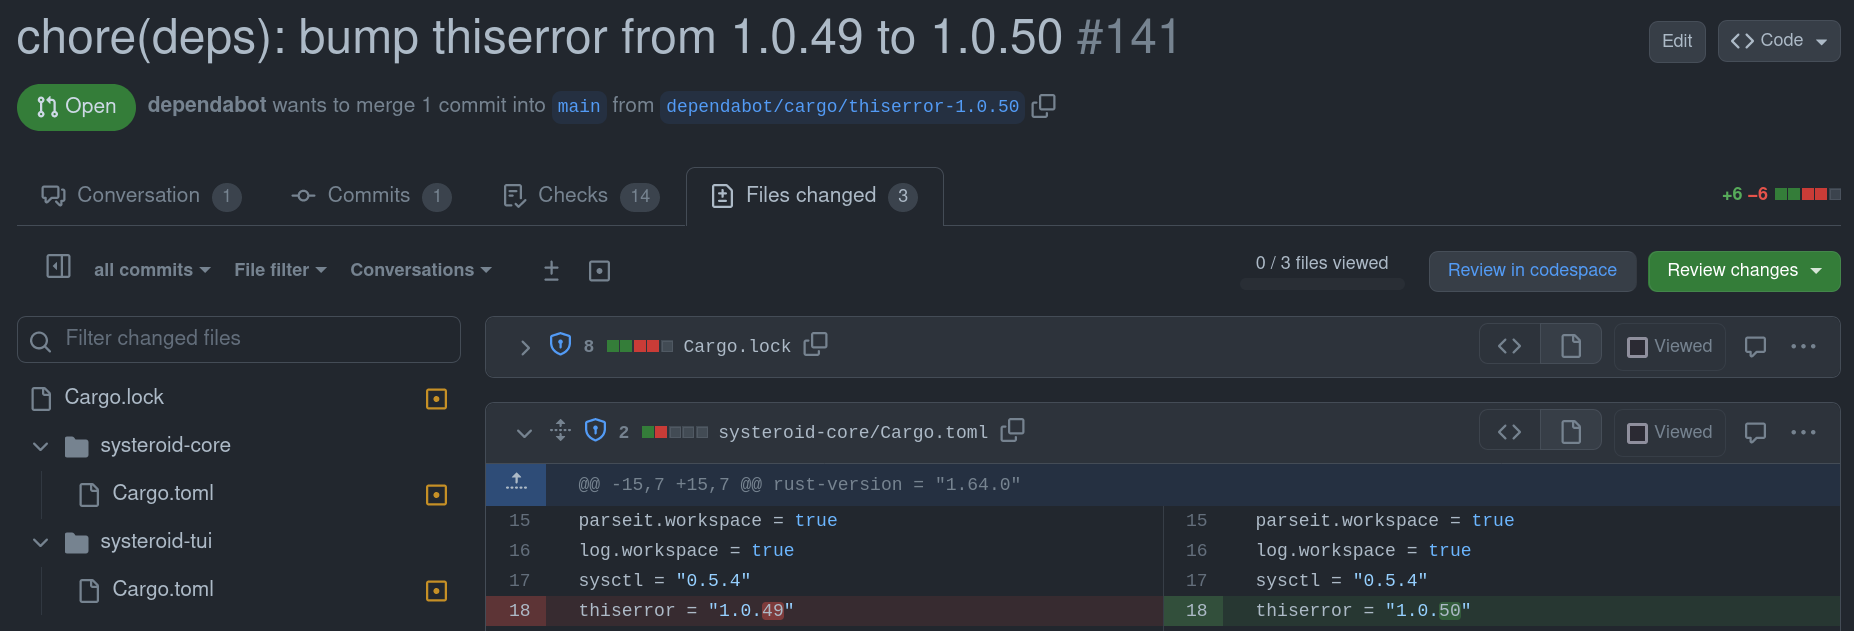 chore(deps): bump thiserror from 1.0.49 to 1.0.50 #141
Edit
Code
Open
dependabot wants to merge 1 commit into main from dependabot/cargo/thiserror-1.0.50
Conversation 1
Commits 1
Checks 14
Files changed 3
+6 −6
all commits
File filter
Conversations
0 / 3 files viewed
Review in codespace
Review changes
Filter changed files
Cargo.lock
systeroid-core
Cargo.toml
systeroid-tui
Cargo.toml
8 Cargo.lock
Viewed
2 systeroid-core/Cargo.toml
Viewed
@@ -15,7 +15,7 @@ rust-version = "1.64.0"
15 parseit.workspace = true
16 log.workspace = true
17 sysctl = "0.5.4"
18 thiserror = "1.0.49"
15 parseit.workspace = true
16 log.workspace = true
17 sysctl = "0.5.4"
18 thiserror = "1.0.50"